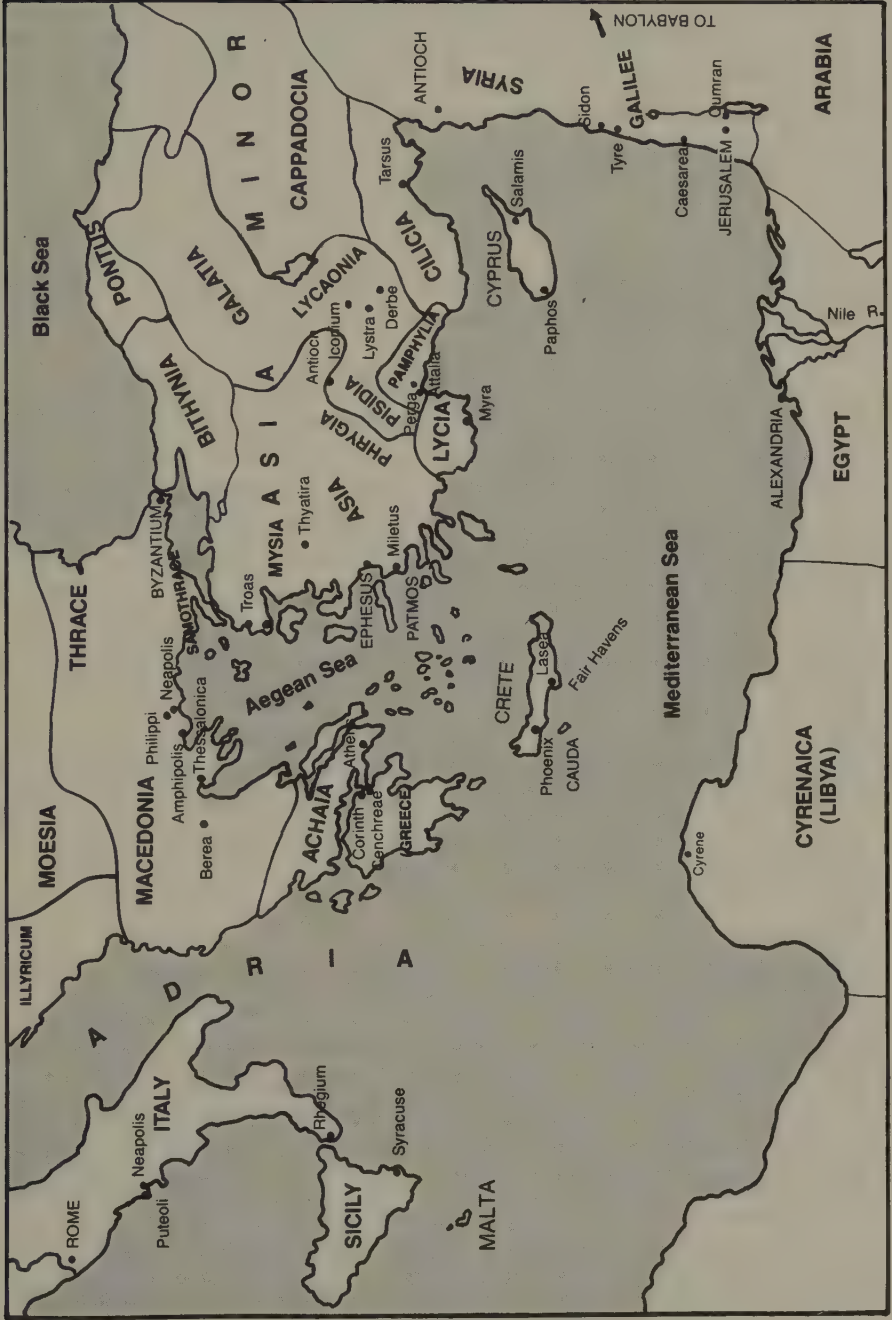 ILLYRICUM
MOESIA
THRACE
Black Sea
ROME
ITALY
Neapolis
Puteoli
Rhegium
SICILY
Syracuse
MALTA
A D R I A
MACEDONIA
Berea
Amphipolis
Philippi
Neapolis
Thessalonica
SAMOTHRACE
BYZANTIUM
BITHYNIA
PONTUS
GALATIA
A S I A M I N O R
CAPPADOCIA
Troas
MYSIA
Thyatira
ASIA
Aegean Sea
ACHAIA
Athens
Corinth
Cenchreae
(GREECE)
EPHESUS
Miletus
PATMOS
PHRYGIA
PISIDIA
Antioch
Iconium
LYCAONIA
Lystra
Derbe
PAMPHYLIA
Perga
Attalia
LYCIA
Myra
CILICIA
Tarsus
ANTIOCH
SYRIA
CRETE
Lasea
Fair Havens
Phoenix
CAUDA
CYPRUS
Salamis
Paphos
Sidon
Tyre
GALILEE
TO BABYLON
Caesarea
JERUSALEM
Qumran
ARABIA
Mediterranean Sea
Cyrene
CYRENAICA
(LIBYA)
ALEXANDRIA
EGYPT
Nile R.